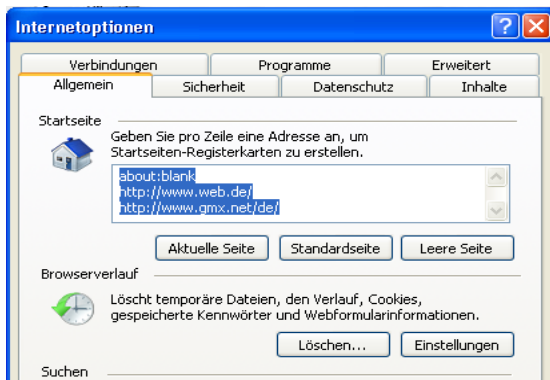 Internetoptionen
Verbindungen Programme Erweitert
Allgemein Sicherheit Datenschutz Inhalte
Startseite
Geben Sie pro Zeile eine Adresse an, um
Startseiten-Registerkarten zu erstellen.
about:blank
http://www.web.de/
http://www.gmx.net/de/
Aktuelle Seite Standardseite Leere Seite
Browserverlauf
Löscht temporäre Dateien, den Verlauf, Cookies,
gespeicherte Kennwörter und Webformularinformationen.
Löschen... Einstellungen
Suchen